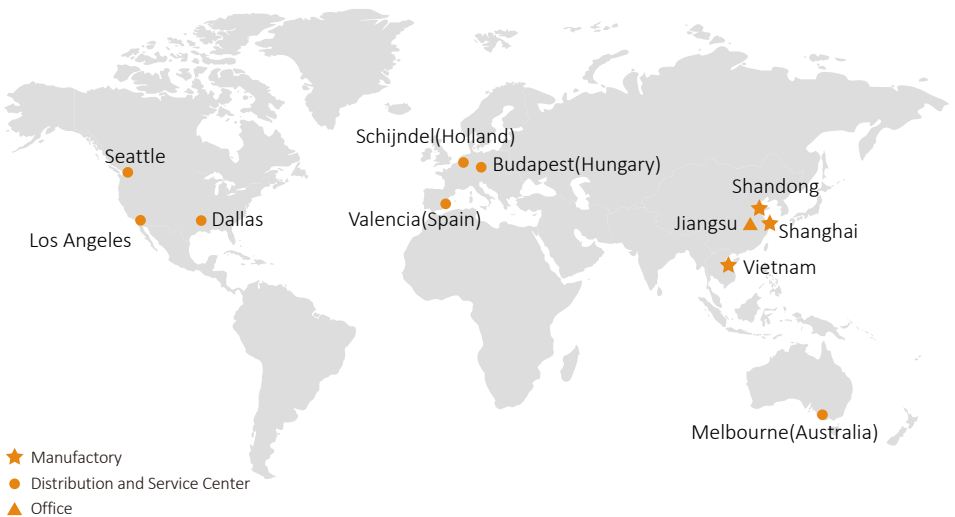 Schijndel(Holland)
Seattle
Budapest(Hungary)
Shandong
Valencia(Spain)
Dallas
Jiangsu
Shanghai
Los Angeles
Vietnam
Melbourne(Australia)
Manufactory
Distribution and Service Center
Office